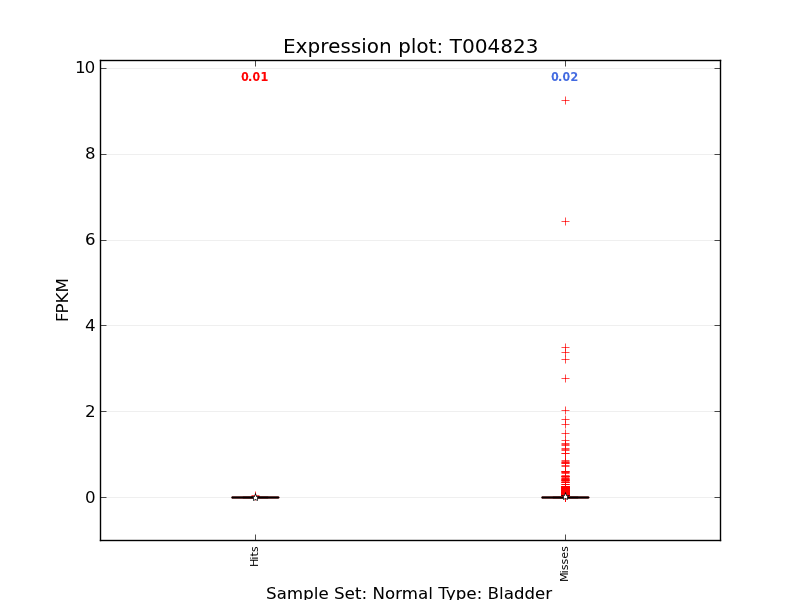 Expression plot: T004823
10
0.01
0.02
8
6
FPKM
4
2
0
Hits
Misses
Sample Set: Normal Type: Bladder